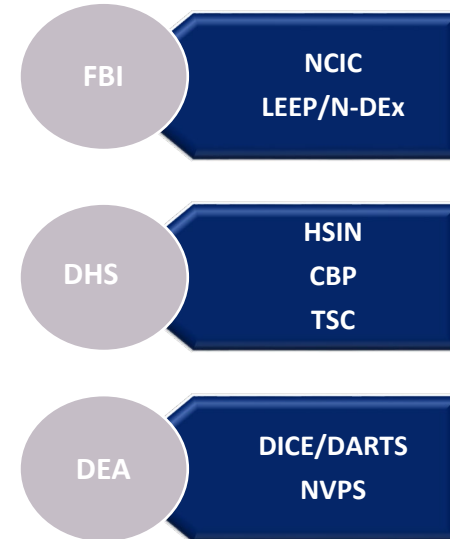 FBI
NCIC
LEEP/N-DEx
DHS
HSIN
CBP
TSC
DEA
DICE/DARTS
NVPS